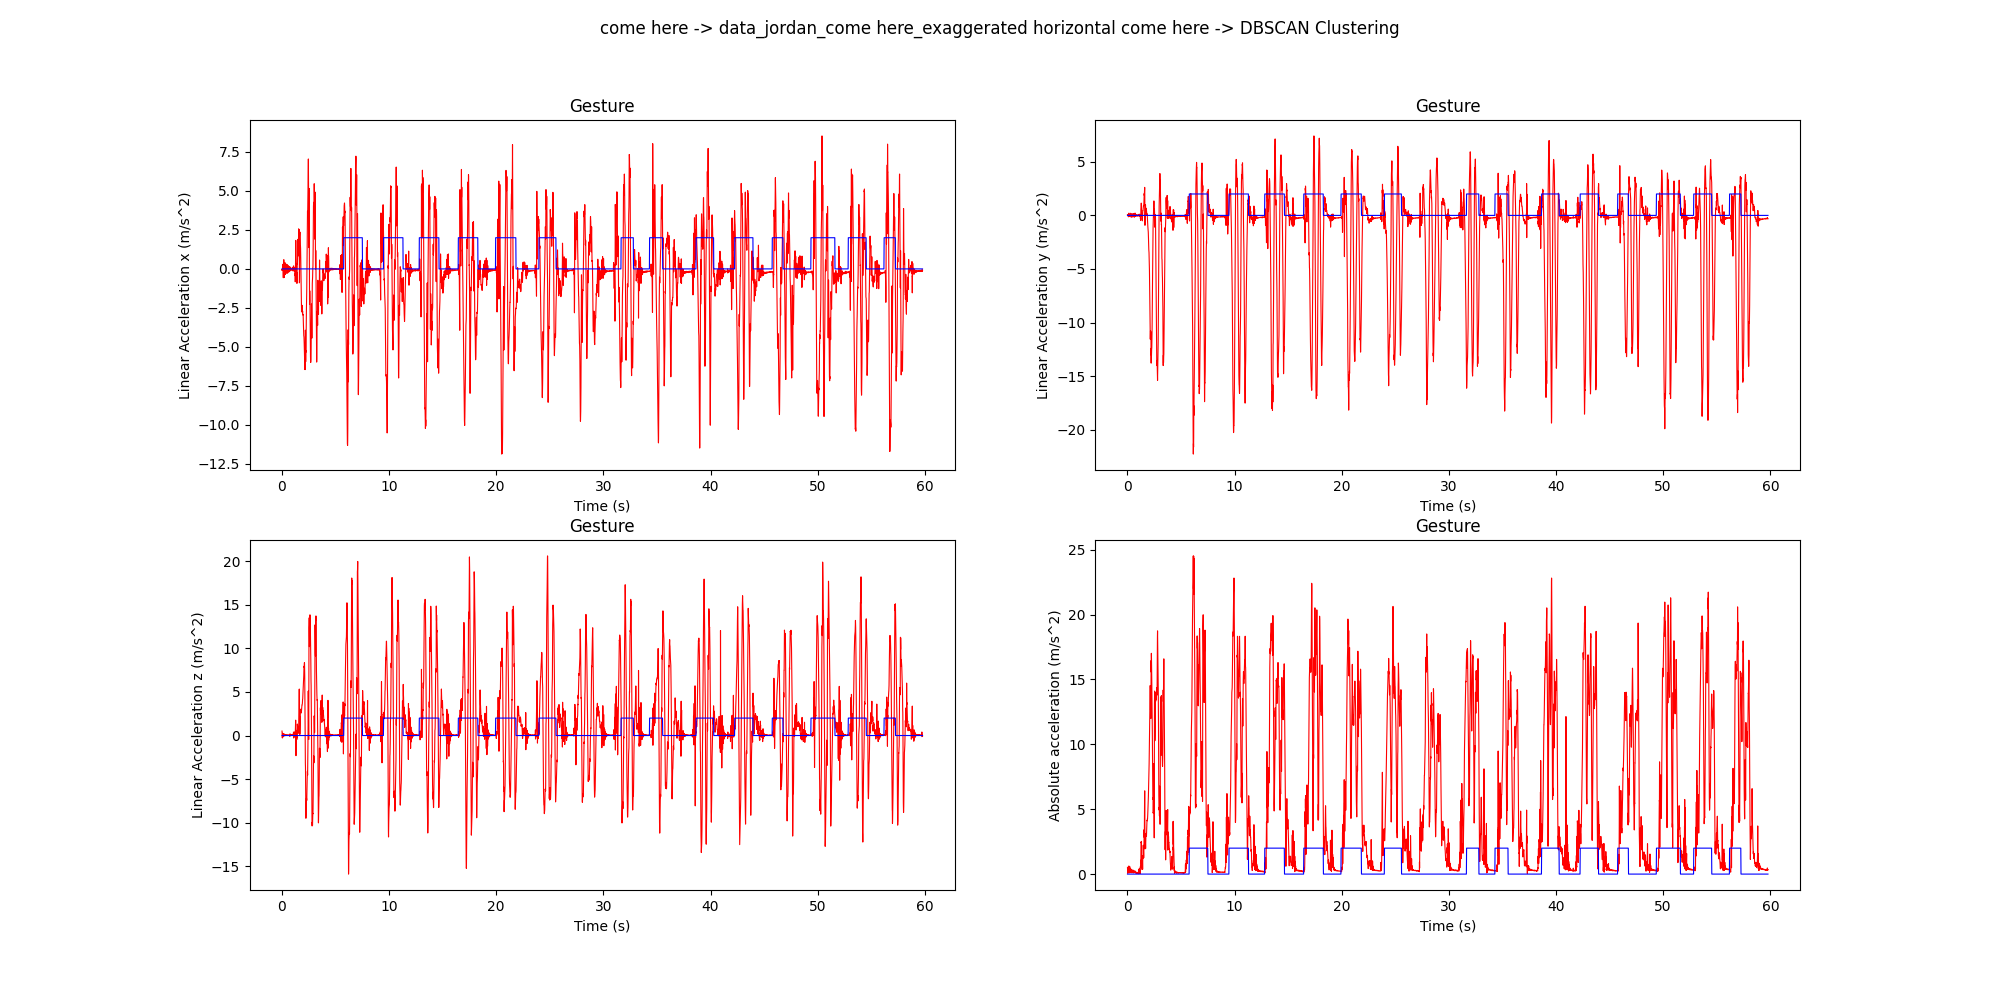 come here -> data_jordan_come here_exaggerated horizontal come here -> DBSCAN Clustering
Gesture
Linear Acceleration x (m/s^2)
7.5
5.0
2.5
0.0
−2.5
−5.0
−7.5
−10.0
−12.5
0 10 20 30 40 50 60
Time (s)
Gesture
Linear Acceleration y (m/s^2)
5
0
−5
−10
−15
−20
0 10 20 30 40 50 60
Time (s)
Gesture
Linear Acceleration z (m/s^2)
20
15
10
5
0
−5
−10
−15
0 10 20 30 40 50 60
Time (s)
Gesture
Absolute acceleration (m/s^2)
25
20
15
10
5
0
0 10 20 30 40 50 60
Time (s)